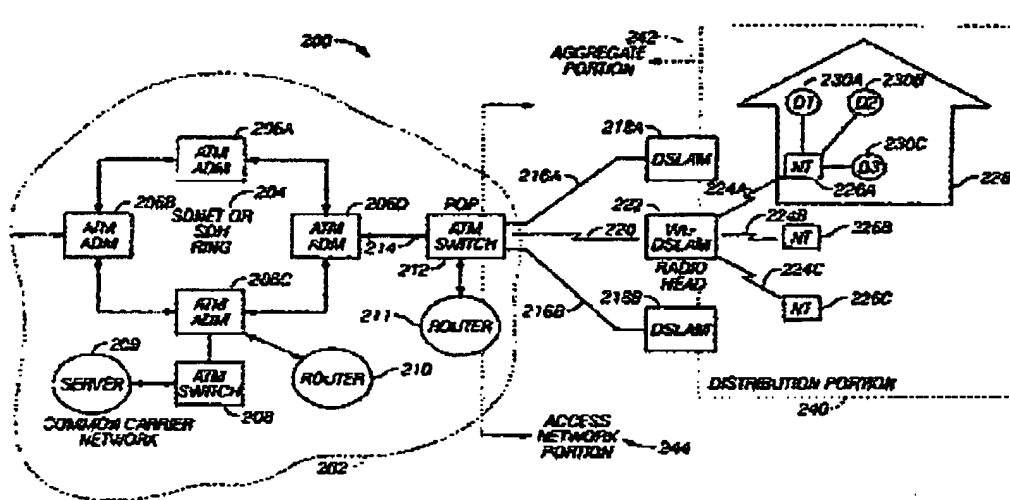 200
242
AGGREGATE
PORTION
230A
230B
D1
D2
230C
D3
NT
226A
228
206A
ATM
ADM
204
SONET OR
SDH
RING
206B
ATM
ADM
206D
ATM
ADM
214
POP
ATM
SWITCH
212
216A
218A
DSLAM
220
222
DSLAM
RADIO
HEAD
224A
224B
NT
226B
224C
NT
226C
206C
ATM
ADM
211
ROUTER
216B
218B
DSLAM
209
SERVER
ATM
SWITCH
208
ROUTER
210
COMMON CARRIER
NETWORK
202
ACCESS
NETWORK
PORTION
244
DISTRIBUTION PORTION
240